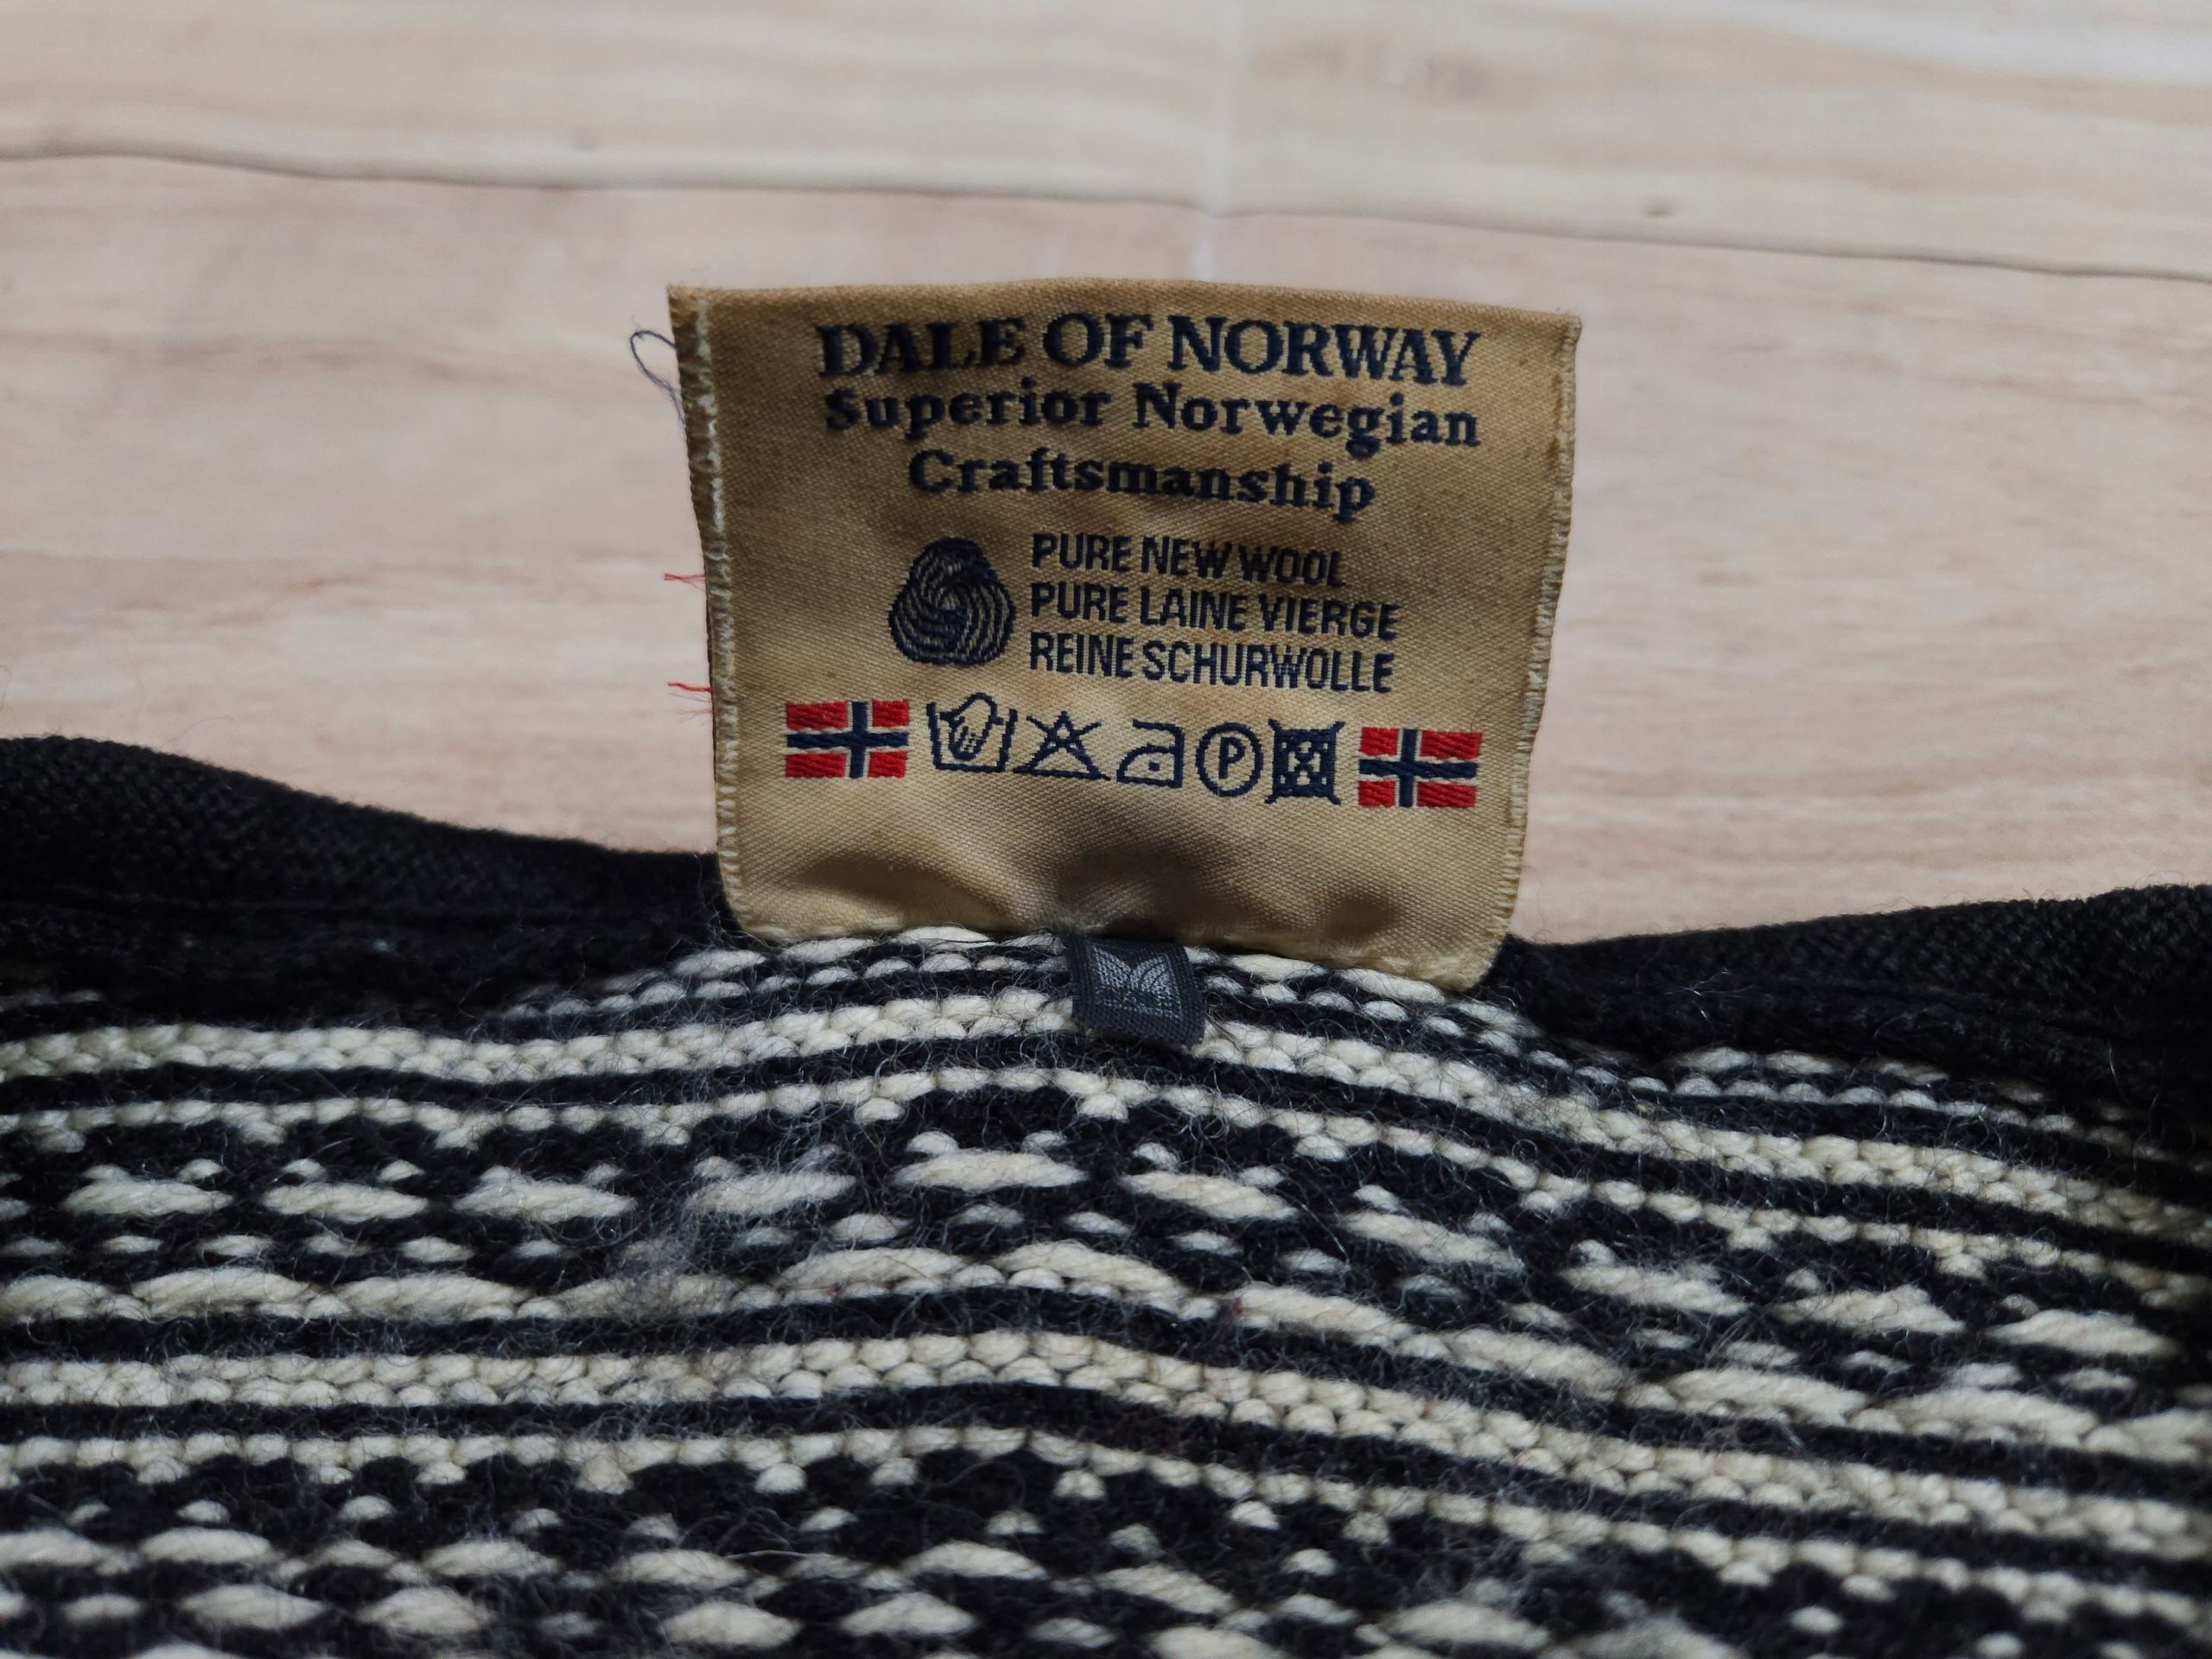 DALE OF NORWAY
Superior Norwegian
Craftsmanship
PURE NEW WOOL
PURE LAINE VIERGE
REINE SCHURWOLLE
P